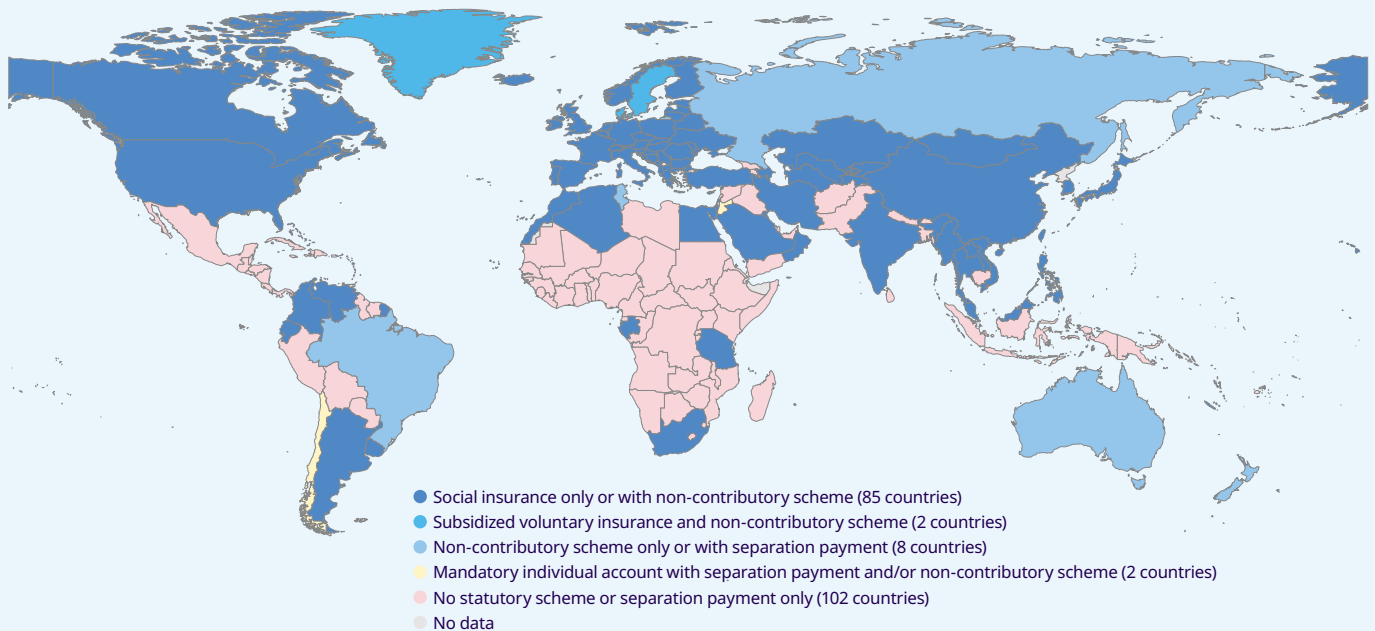 Social insurance only or with non-contributory scheme (85 countries)
Subsidized voluntary insurance and non-contributory scheme (2 countries)
Non-contributory scheme only or with separation payment (8 countries)
Mandatory individual account with separation payment and/or non-contributory scheme (2 countries)
No statutory scheme or separation payment only (102 countries)
No data